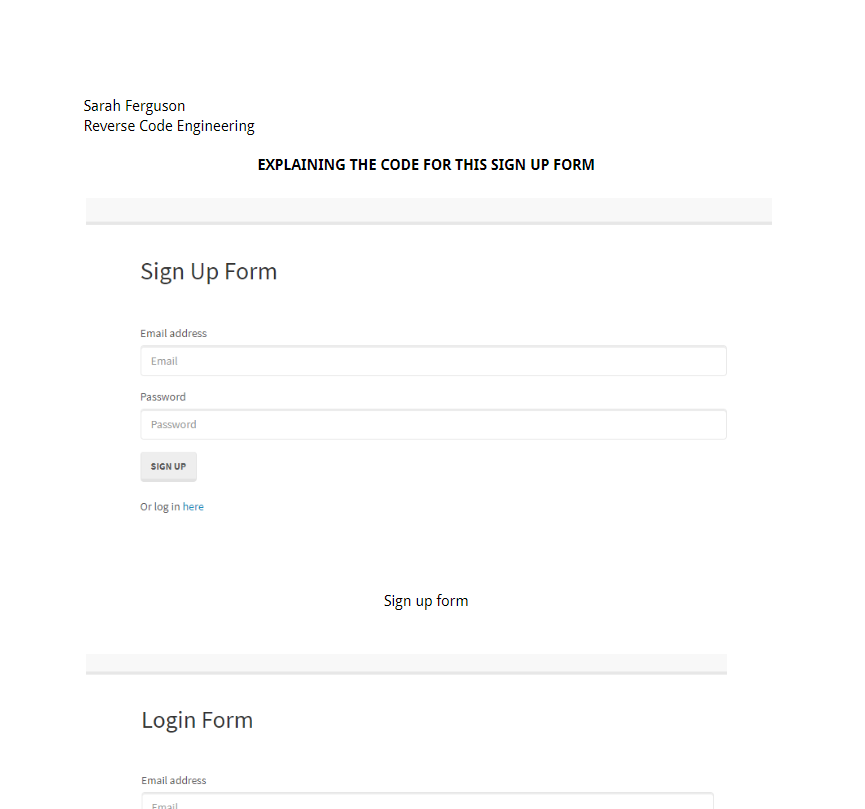 Sarah Ferguson
Reverse Code Engineering
EXPLAINING THE CODE FOR THIS SIGN UP FORM
Sign Up Form
Email address
Email
Password
Password
SIGN UP
Or log in here
Sign up form
Login Form
Email address
Email